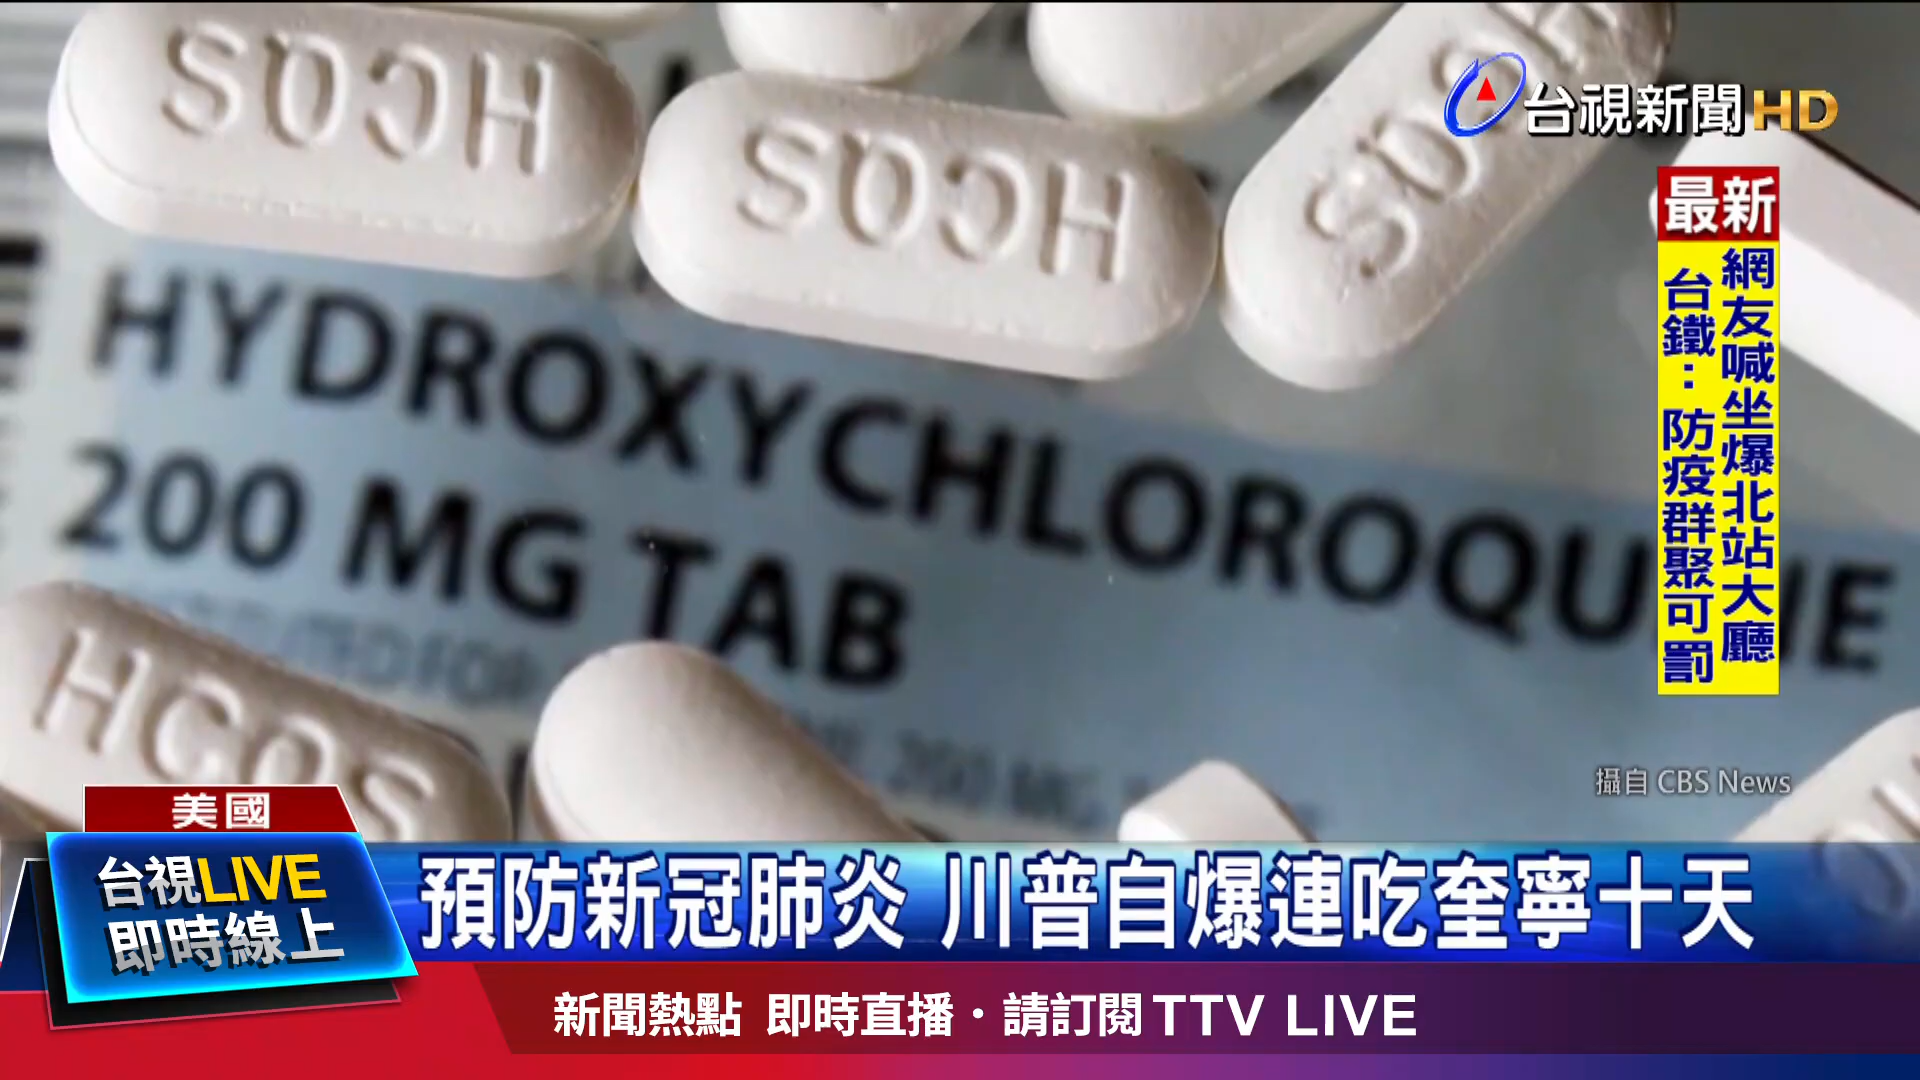 HCQS
HCQS
HCQS
台視新聞HD
最新
網友喊坐爆北站大廳
台鐵：防疫群聚可罰
HYDROXYCHLOROQU
200 MG TAB
HCQS
攝自 CBS News
美國
台視LIVE
即時線上
預防新冠肺炎 川普自爆連吃奎寧十天
新聞熱點 即時直播・請訂閱TTV LIVE